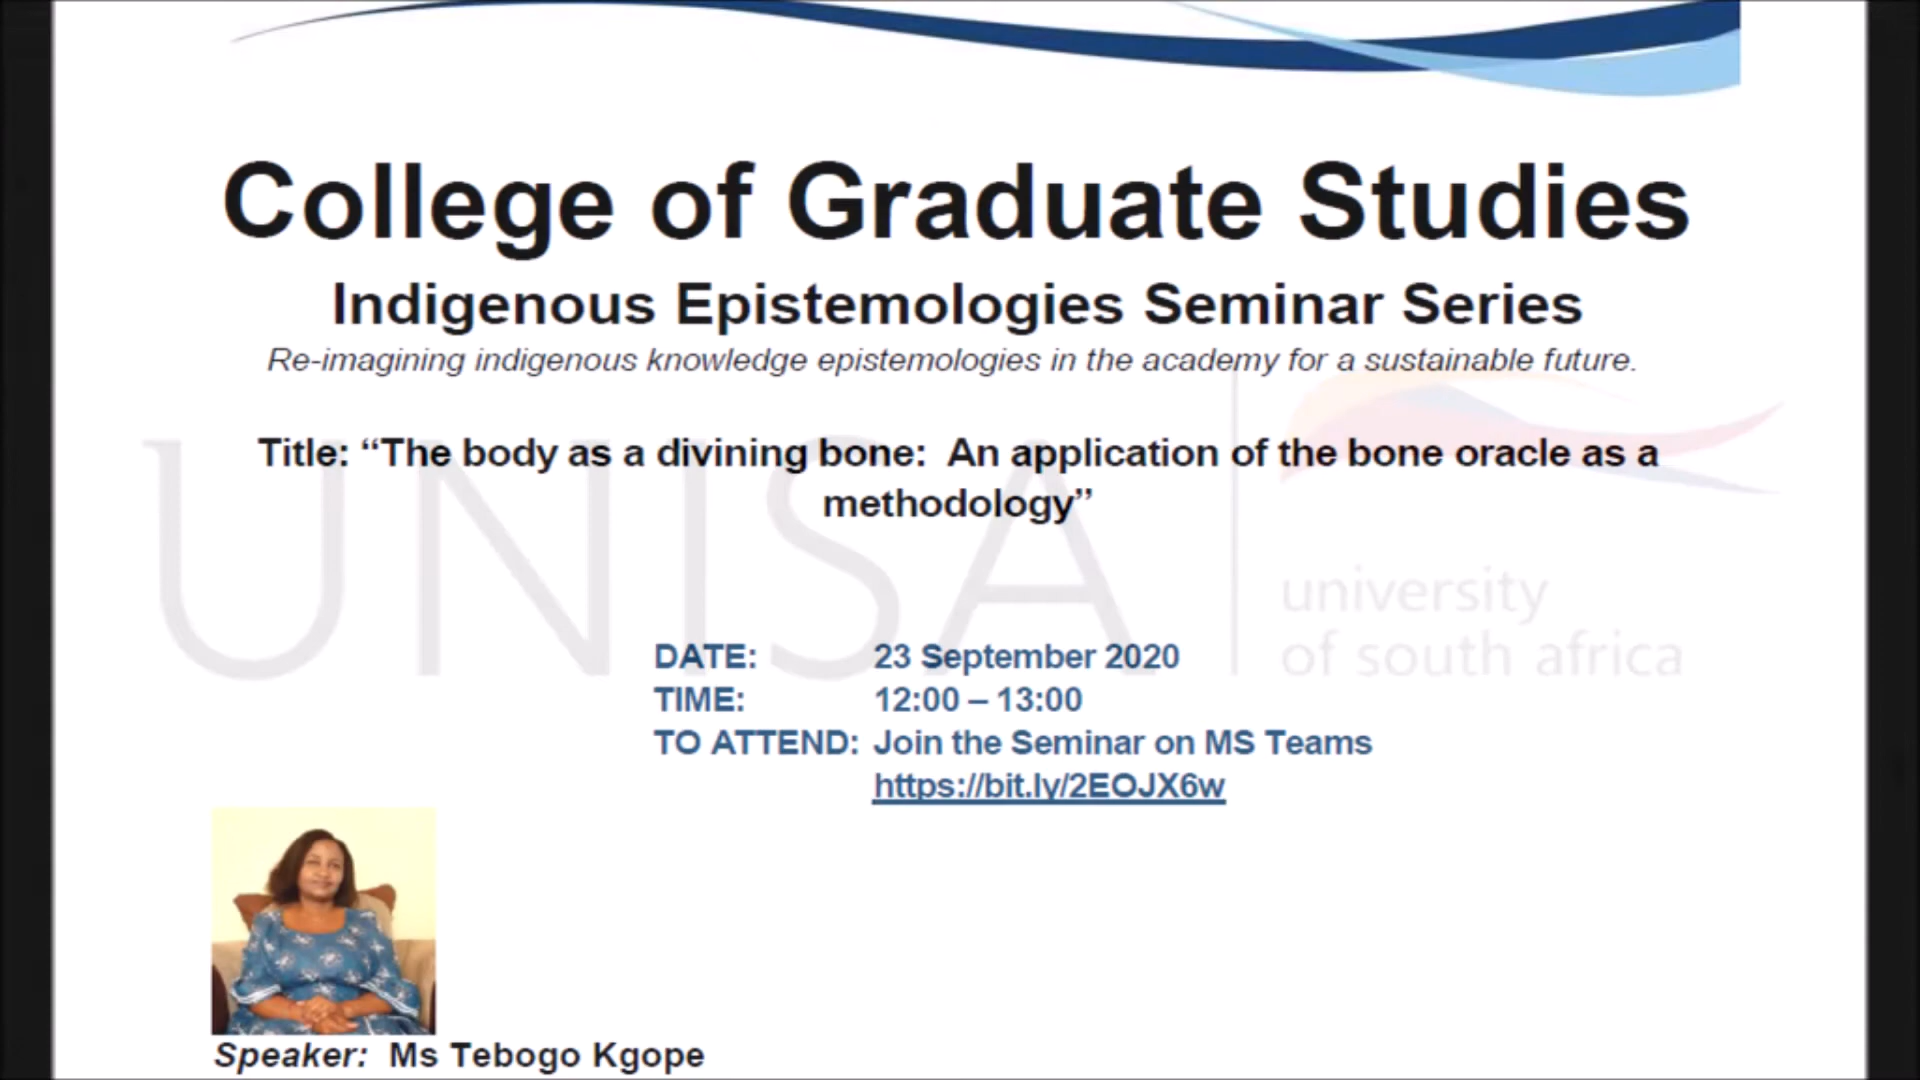 College of Graduate Studies
Indigenous Epistemologies Seminar Series
Re-imagining indigenous knowledge epistemologies in the academy for a sustainable future.
Title: “The body as a divining bone:  An application of the bone oracle as a
methodology”
UNISA
university
of south africa
DATE: 23 September 2020
TIME: 12:00 – 13:00
TO ATTEND: Join the Seminar on MS Teams
https://bit.ly/2EOJX6w
Speaker: Ms Tebogo Kgope